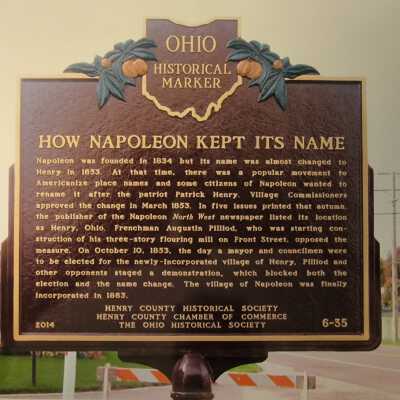 OHIO
HISTORICAL
MARKER
HOW NAPOLEON KEPT ITS NAME
Napoleon was founded in 1834 but its name was almost changed to
Henry in 1853. At that time, there was a popular movement to
Americanize place names and some citizens of Napoleon wanted to
rename it after the patriot Patrick Henry. Village Commissioners
approved the change in March 1853. In five issues printed that autumn,
the publisher of the Napoleon North West newspaper listed its location
as Henry, Ohio. Frenchman Augustin Pilliod, who was starting con-
struction of his three-story flouring mill on Front Street, opposed the
measure. On October 10, 1853, the day a mayor and councilmen were
to be elected for the newly-incorporated village of Henry, Pilliod and
other opponents staged a demonstration, which blocked both the
election and the name change. The village of Napoleon was finally
incorporated in 1863.
HENRY COUNTY HISTORICAL SOCIETY
HENRY COUNTY CHAMBER OF COMMERCE
2014 THE OHIO HISTORICAL SOCIETY 6-35